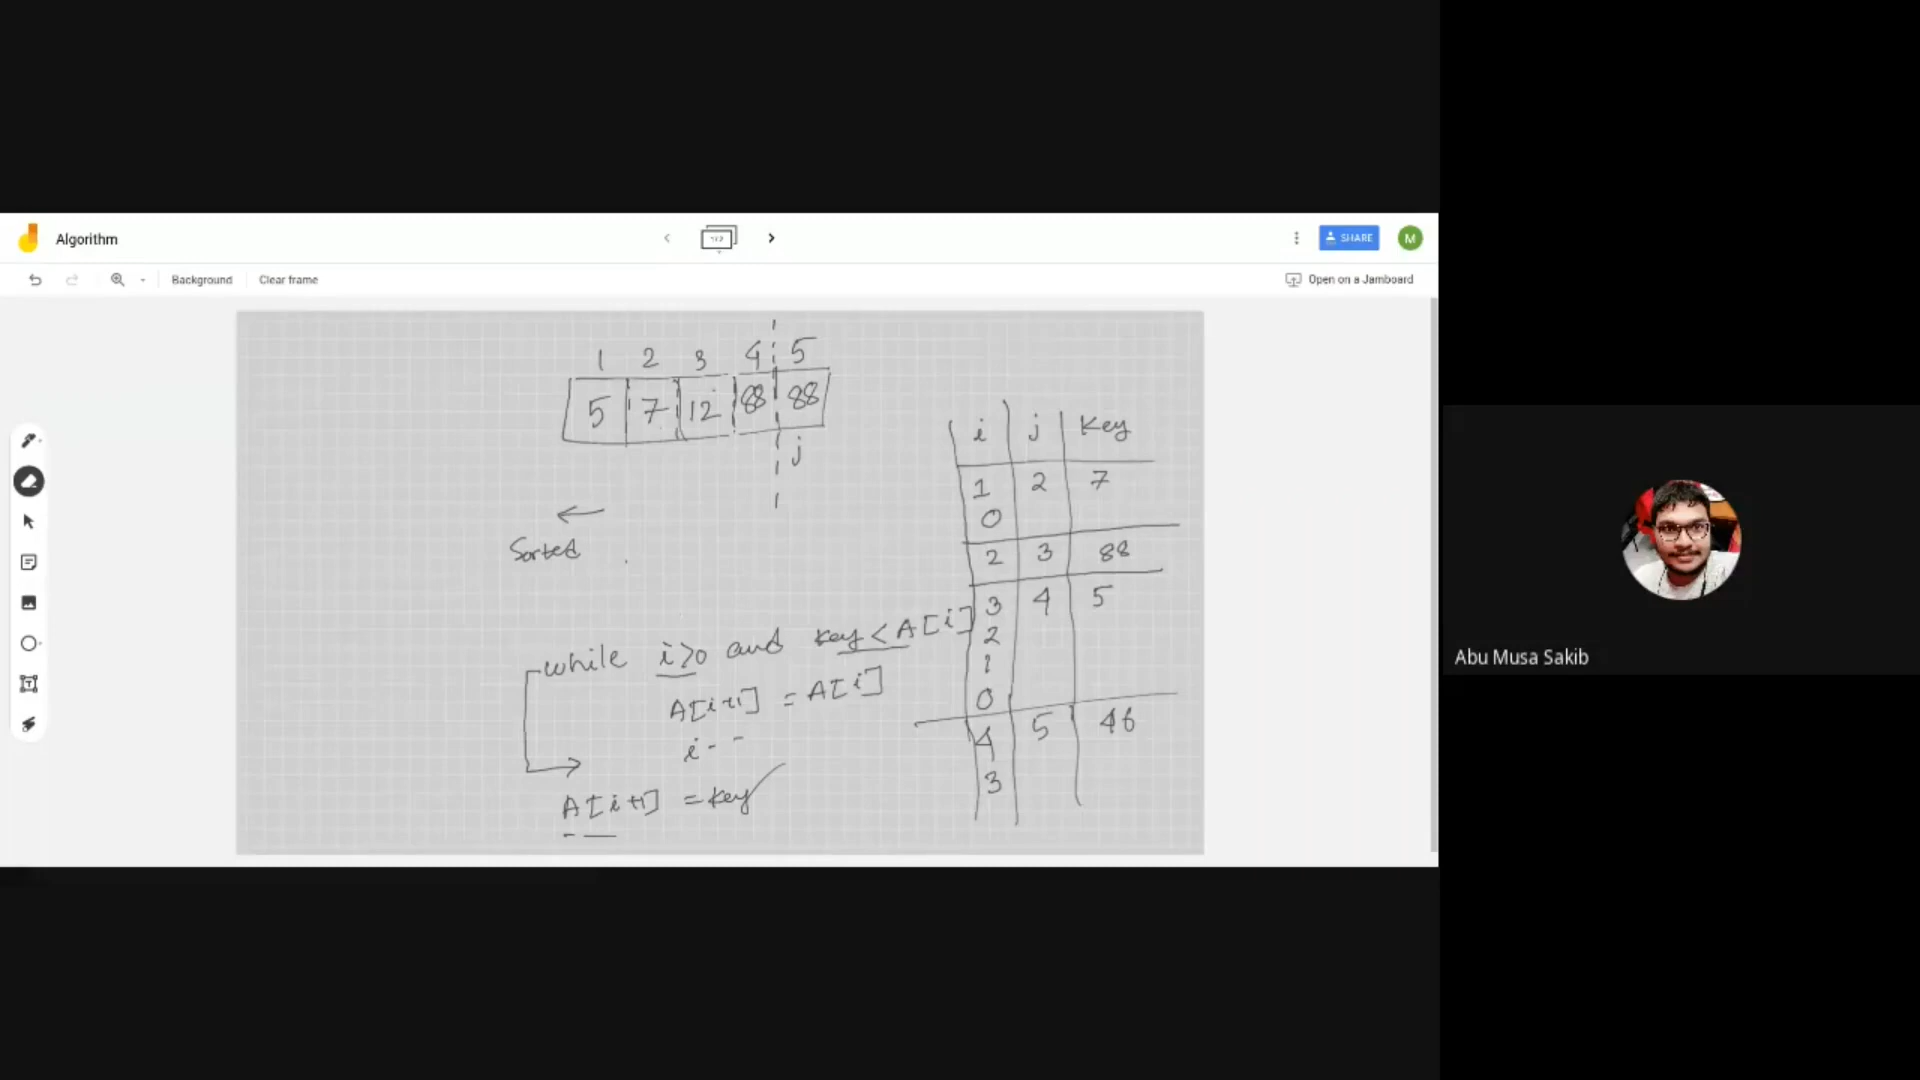 Algorithm
SHARE
M
Background
Clear frame
Open on a Jamboard
1 2 3 4 5
5 7 12 88 88
j
←
Sorted
while i>0 and key < A[i]
A[i+1] = A[i]
i--
A[i+1] = key
i j Key
1 2 7
0
2 3 88
3 4 5
2
1
0
4 5 46
3
Abu Musa Sakib